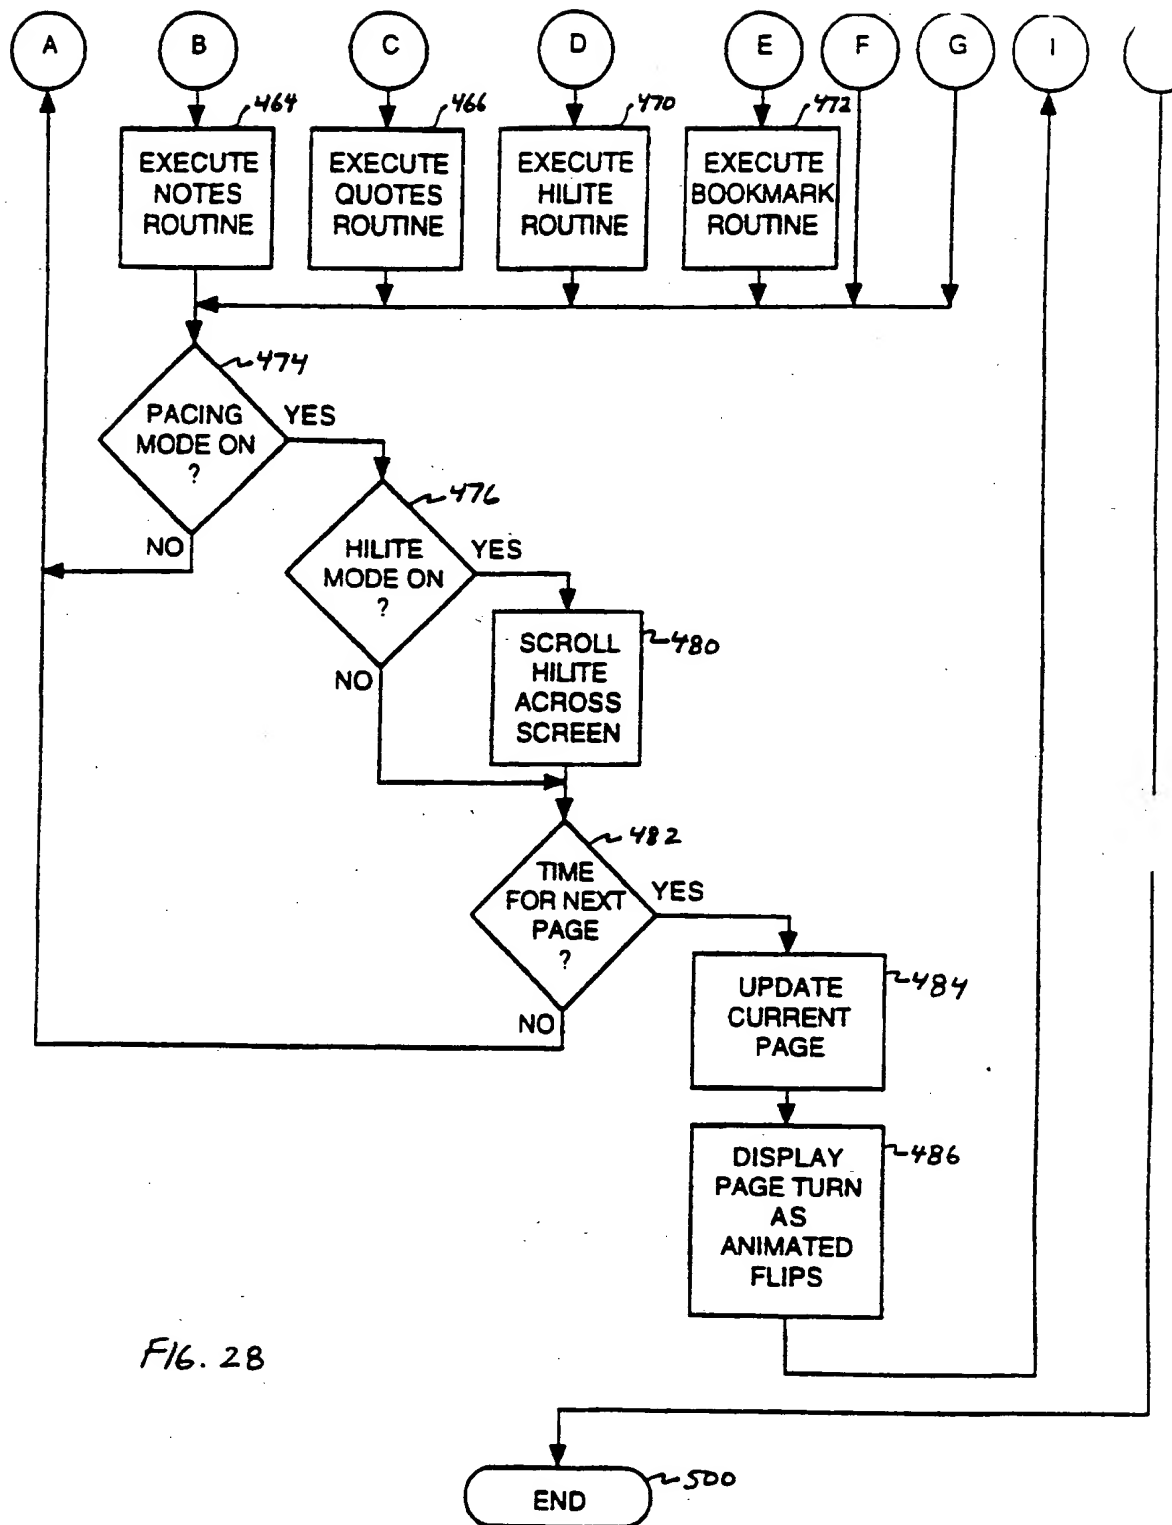 A B C D E F G I
464 466 470 472
EXECUTE
NOTES
ROUTINE
EXECUTE
QUOTES
ROUTINE
EXECUTE
HILITE
ROUTINE
EXECUTE
BOOKMARK
ROUTINE
474
PACING
MODE ON
?
YES
NO
476
HILITE
MODE ON
?
YES
NO
480
SCROLL
HILITE
ACROSS
SCREEN
482
TIME
FOR NEXT
PAGE
?
YES
NO
484
UPDATE
CURRENT
PAGE
486
DISPLAY
PAGE TURN
AS
ANIMATED
FLIPS
FIG. 28
500
END